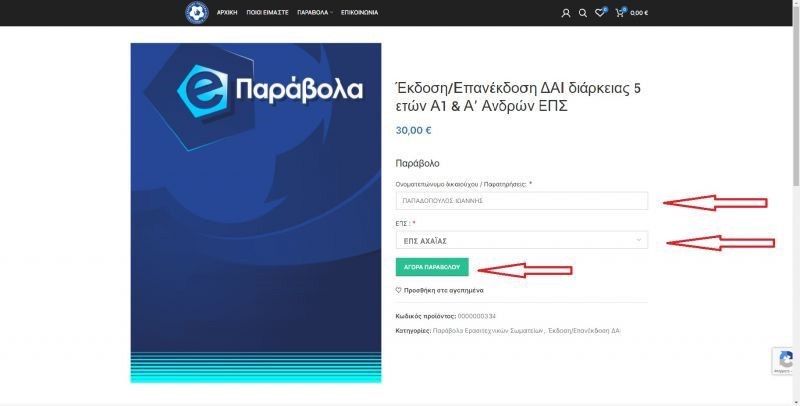 ΑΡΧΙΚΗ ΠΟΙΟΙ ΕΙΜΑΣΤΕ ΠΑΡΑΒΟΛΑ ΕΠΙΚΟΙΝΩΝΙΑ 0 0 0,00 €
e Παράβολα
Έκδοση/Επανέκδοση ΔΑΙ διάρκειας 5
ετών Α1 & Α’ Ανδρών ΕΠΣ
30,00 €
Παράβολο
Ονοματεπώνυμο δικαιούχου / Παρατηρήσεις: *
ΠΑΠΑΔΟΠΟΥΛΟΣ ΙΩΑΝΝΗΣ
ΕΠΣ : *
ΕΠΣ ΑΧΑΪΑΣ
ΑΓΟΡΑ ΠΑΡΑΒΟΛΟΥ
Προσθήκη στα αγαπημένα
Κωδικός προϊόντος: 0000000334
Κατηγορίες: Παράβολα Ερασιτεχνικών Σωματείων, Έκδοση/Επανέκδοση ΔΑΙ